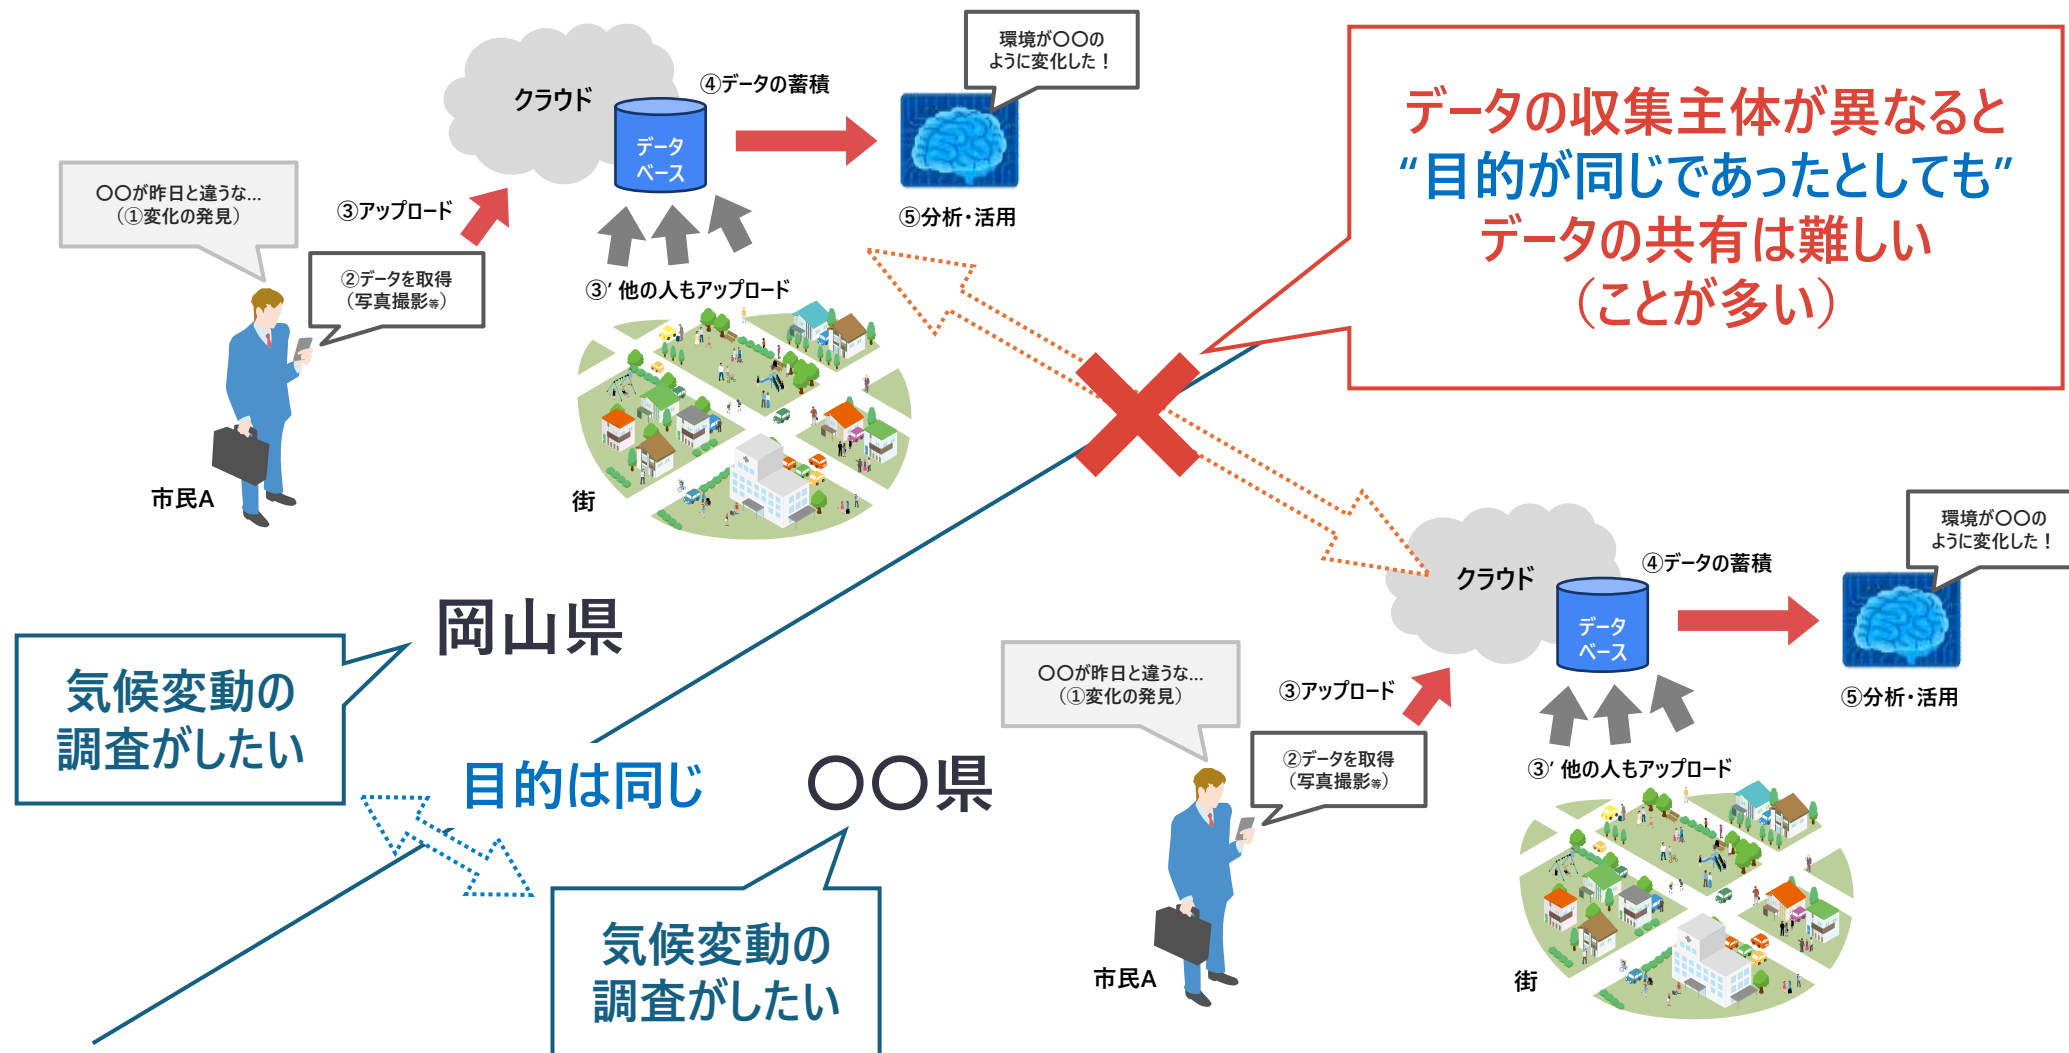 環境が〇〇の
ように変化した！
クラウド
④データの蓄積
データ
ベース
〇〇が昨日と違うな…
（①変化の発見）
③アップロード
⑤分析・活用
②データを取得
（写真撮影等）
③’ 他の人もアップロード
市民A
街
データの収集主体が異なると
“目的が同じであったとしても”
データの共有は難しい
（ことが多い）
岡山県
気候変動の
調査がしたい
目的は同じ
〇〇県
気候変動の
調査がしたい
環境が〇〇の
ように変化した！
クラウド
④データの蓄積
データ
ベース
〇〇が昨日と違うな…
（①変化の発見）
③アップロード
⑤分析・活用
②データを取得
（写真撮影等）
③’ 他の人もアップロード
市民A
街